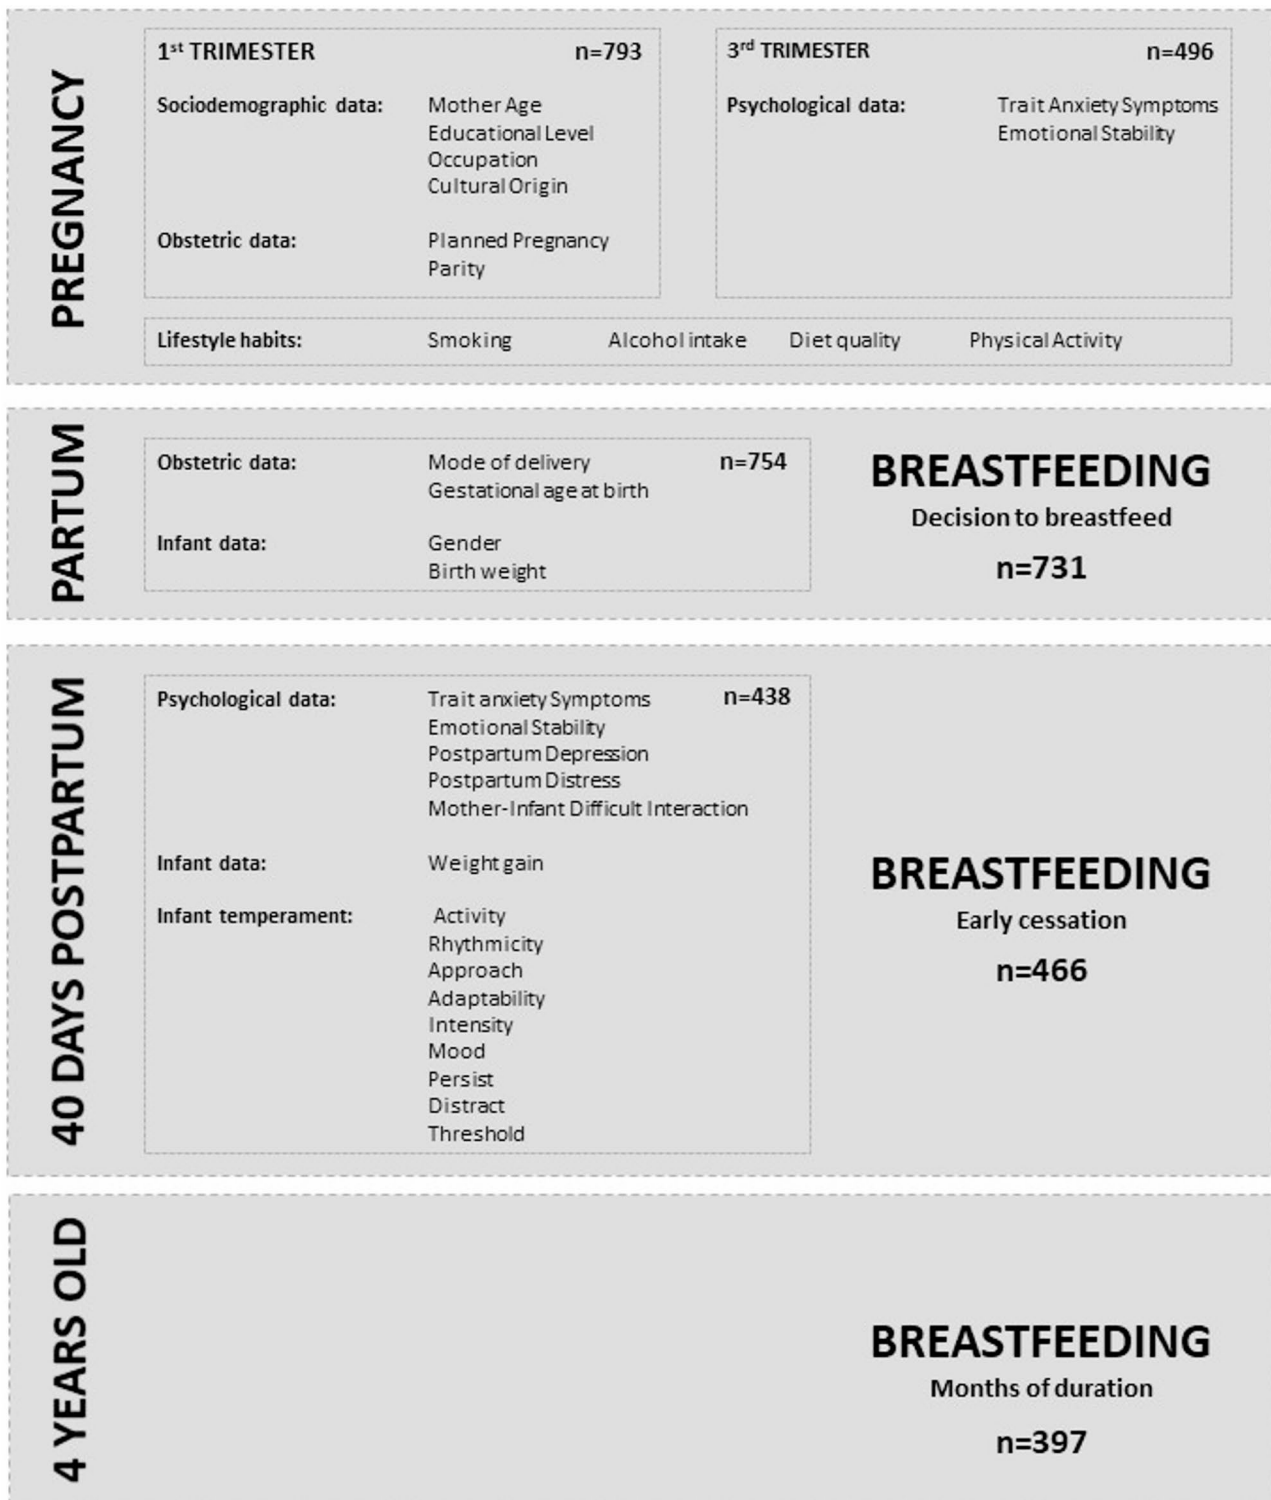 PREGNANCY
1st TRIMESTER n=793
Sociodemographic data: Mother Age
Educational Level
Occupation
Cultural Origin
Obstetric data: Planned Pregnancy
Parity
3rd TRIMESTER n=496
Psychological data: Trait Anxiety Symptoms
Emotional Stability
Lifestyle habits: Smoking Alcohol intake Diet quality Physical Activity
PARTUM
Obstetric data: Mode of delivery n=754
Gestational age at birth
Infant data: Gender
Birth weight
BREASTFEEDING
Decision to breastfeed
n=731
40 DAYS POSTPARTUM
Psychological data: Trait anxiety Symptoms n=438
Emotional Stability
Postpartum Depression
Postpartum Distress
Mother-Infant Difficult Interaction
Infant data: Weight gain
Infant temperament: Activity
Rhythmicity
Approach
Adaptability
Intensity
Mood
Persist
Distract
Threshold
BREASTFEEDING
Early cessation
n=466
4 YEARS OLD
BREASTFEEDING
Months of duration
n=397